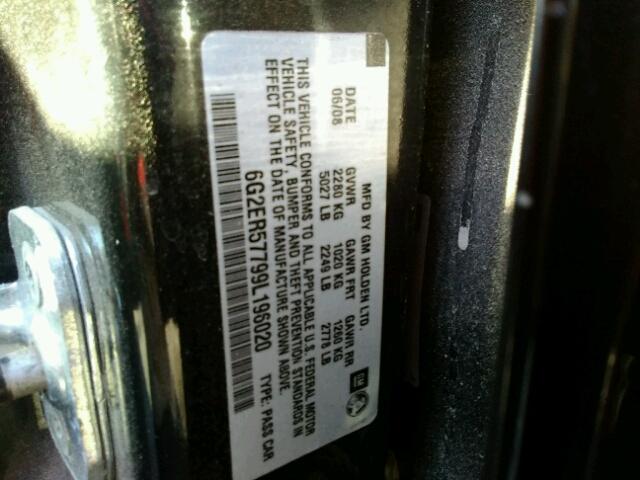 MFD BY GM HOLDEN LTD.
DATE GVWR GAWR FRT GAWR RR
06/08 2280 KG 1020 KG 1260 KG
5027 LB 2249 LB 2778 LB
THIS VEHICLE CONFORMS TO ALL APPLICABLE U.S. FEDERAL MOTOR
VEHICLE SAFETY, BUMPER AND THEFT PREVENTION STANDARDS IN
EFFECT ON THE DATE OF MANUFACTURE SHOWN ABOVE.
6G2ER57799L196020 TYPE: PASS CAR
GM